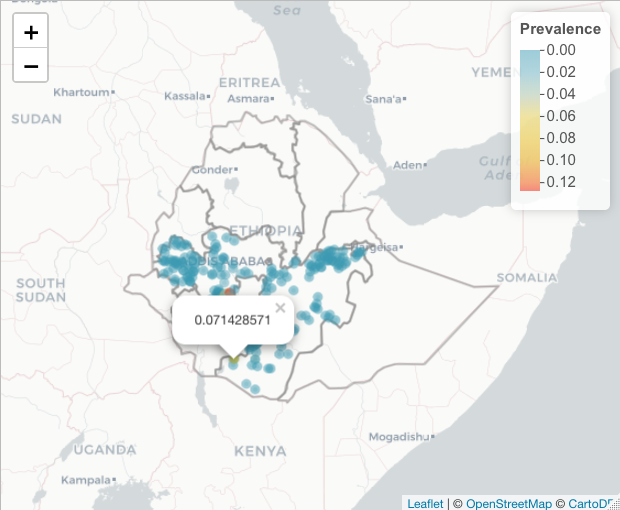 Sea
+
−
Prevalence
0.00
0.02
0.04
0.06
0.08
0.10
0.12
ERITREA
YEMEN
Khartoum
Kassala
Asmara
Sana'a
SUDAN
Gonder
Aden
Gulf
Ade
ETHIOPIA
ADDIS ABABA
SOUTH
SUDAN
SOMALIA
0.071428571
×
Mogadishu
UGANDA
KENYA
Kampala
Leaflet | © OpenStreetMap © CartoDB